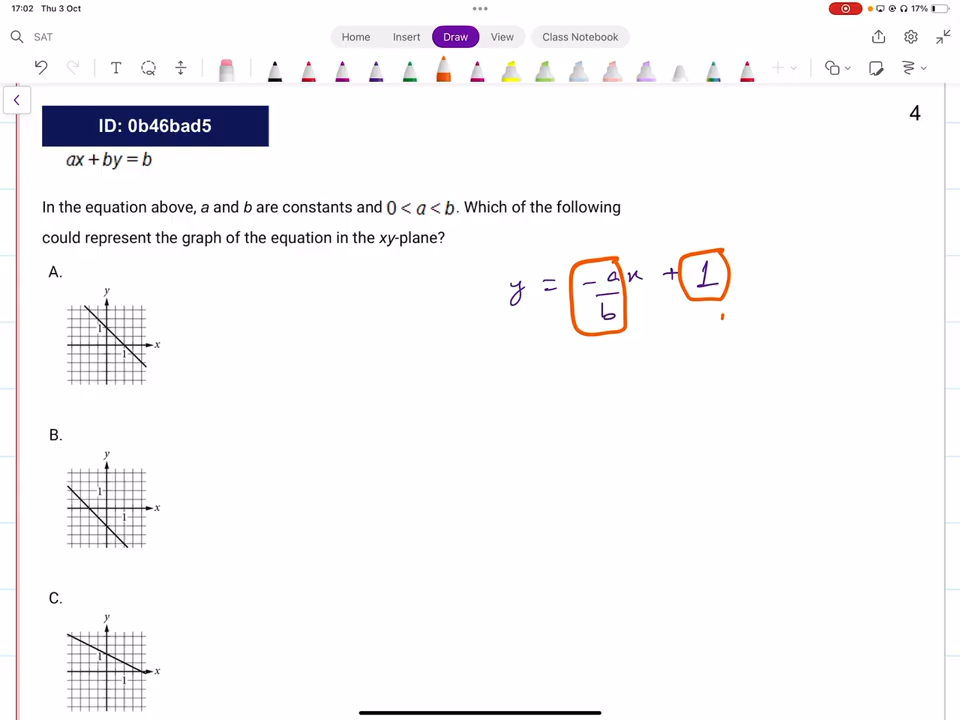 17:02 Thu 3 Oct
17%
SAT
Home Insert Draw View Class Notebook
T
4
ID: 0b46bad5
ax + by = b
In the equation above, a and b are constants and 0 < a < b. Which of the following
could represent the graph of the equation in the xy-plane?
y = -a/b x + 1
A.
y
1
x
1
B.
y
1
x
1
C.
y
1
x
1